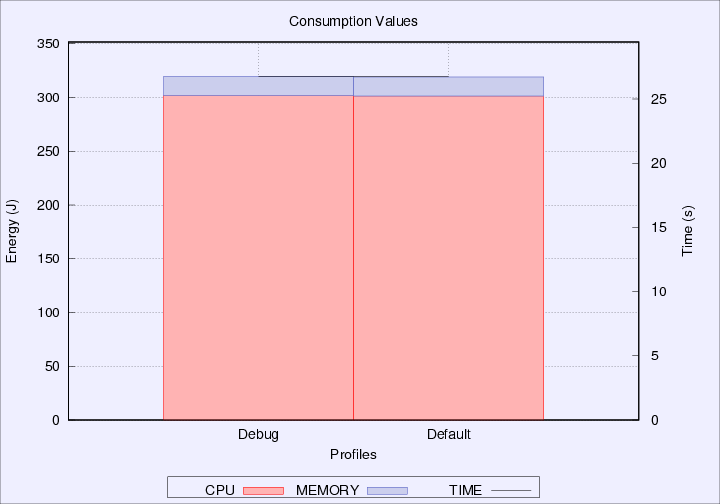 Consumption Values
350
300
250
200
150
100
50
0
Energy (J)
25
20
15
10
5
0
Time (s)
Debug Default
Profiles
CPU MEMORY TIME